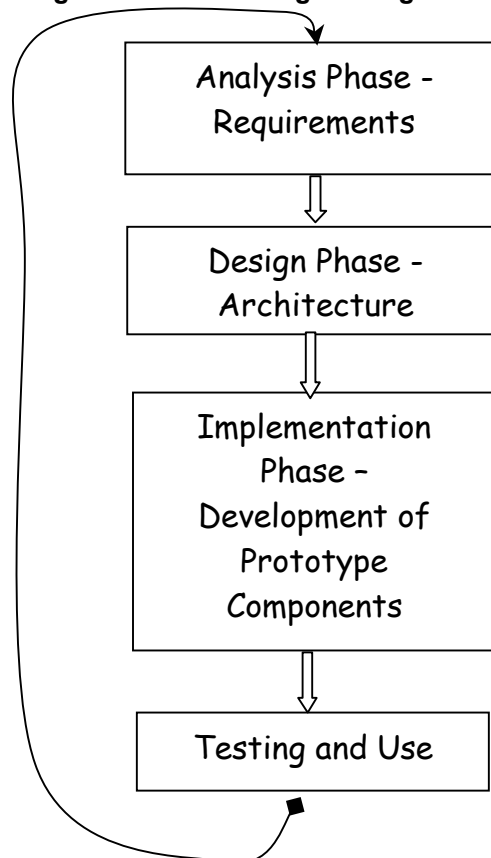 Analysis Phase -
Requirements
Design Phase -
Architecture
Implementation
Phase –
Development of
Prototype
Components
Testing and Use